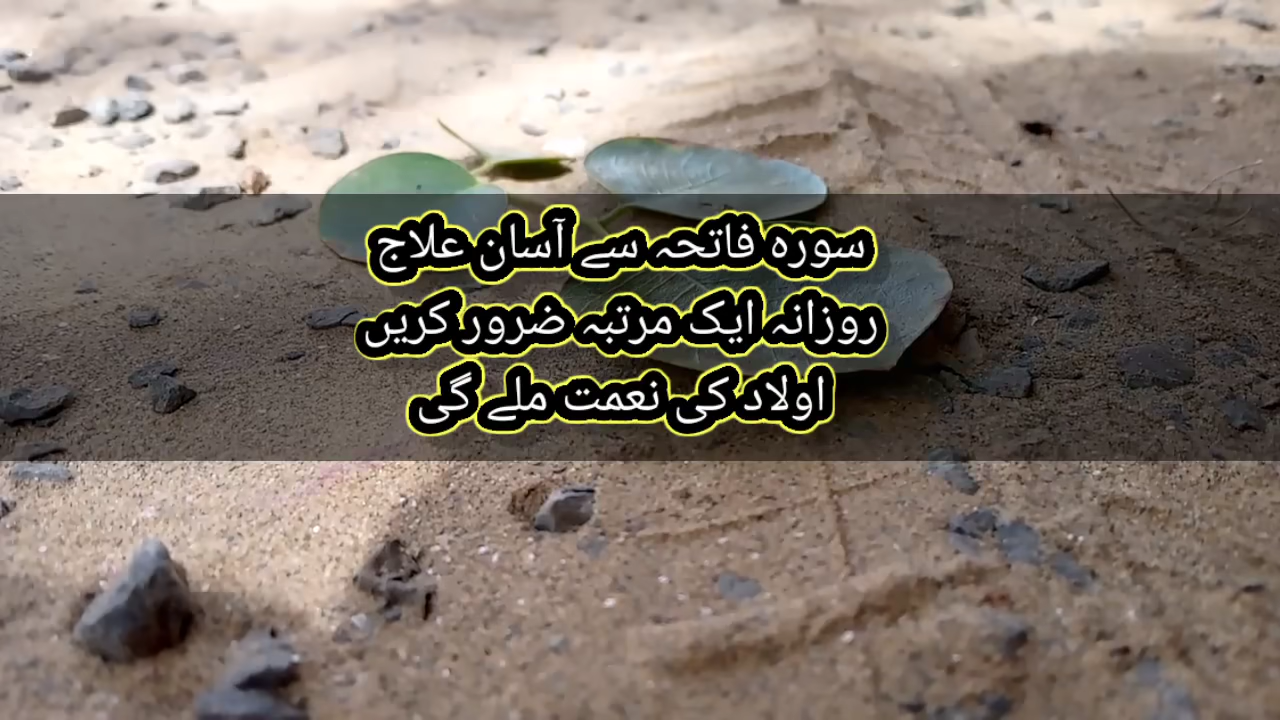 سورہ فاتحہ سے آسان علاج
روزانہ ایک مرتبہ ضرور کریں
اولاد کی نعمت ملے گی